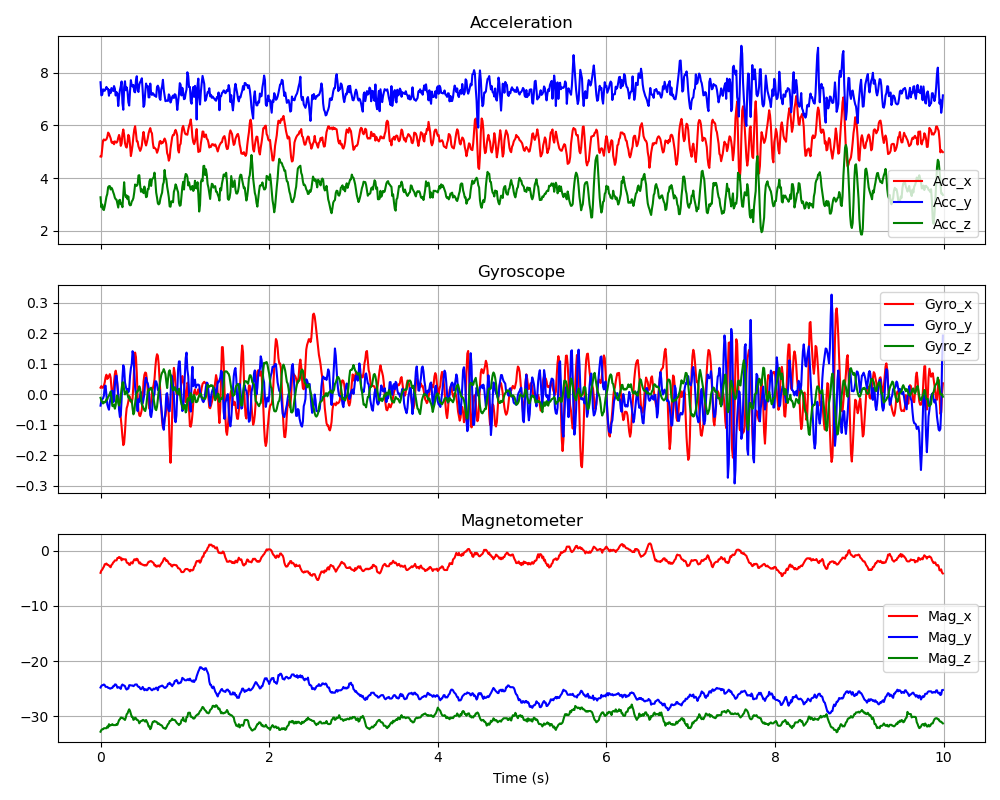 Acceleration
8
6
4
2
Acc_x
Acc_y
Acc_z
Gyroscope
0.3
0.2
0.1
0.0
−0.1
−0.2
−0.3
Gyro_x
Gyro_y
Gyro_z
Magnetometer
0
−10
−20
−30
Mag_x
Mag_y
Mag_z
0 2 4 6 8 10
Time (s)